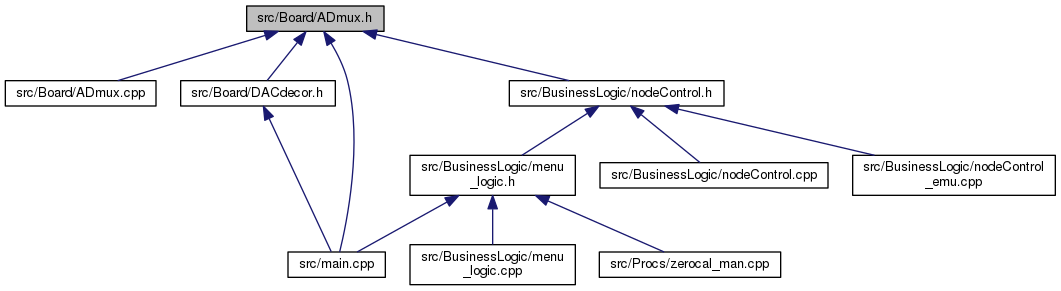 src/Board/ADmux.h
src/Board/ADmux.cpp
src/Board/DACdecor.h
src/BusinessLogic/nodeControl.h
src/BusinessLogic/menu
_logic.h
src/BusinessLogic/nodeControl.cpp
src/BusinessLogic/nodeControl
_emu.cpp
src/main.cpp
src/BusinessLogic/menu
_logic.cpp
src/Procs/zerocal_man.cpp